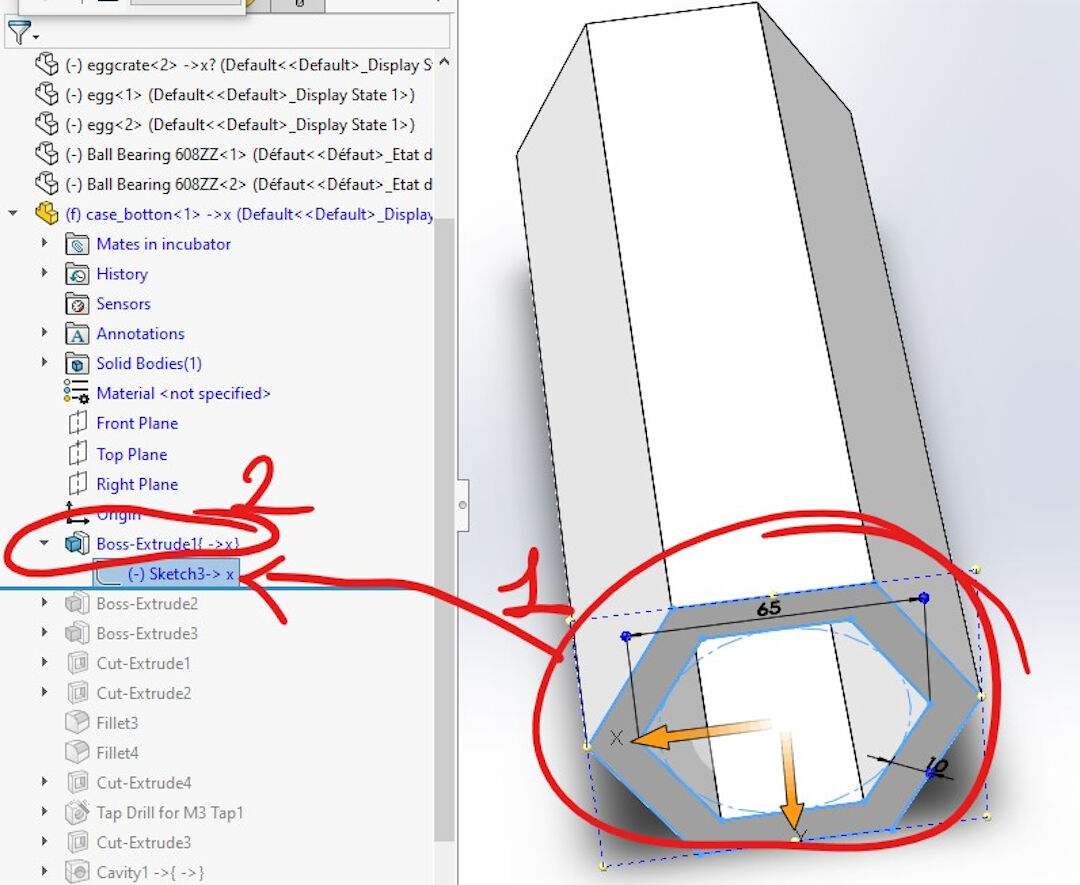 (-) eggcrate<2> ->x? (Default<<Default>_Display S
(-) egg<1> (Default<<Default>_Display State 1>)
(-) egg<2> (Default<<Default>_Display State 1>)
(-) Ball Bearing 608ZZ<1> (Défaut<<Défaut>_Etat d
(-) Ball Bearing 608ZZ<2> (Défaut<<Défaut>_Etat d
(f) case_botton<1> ->x (Default<<Default>_Display
Mates in incubator
History
Sensors
A Annotations
Solid Bodies(1)
Material <not specified>
Front Plane
Top Plane
Right Plane
2
Origin
Boss-Extrude1{ ->x}
(-) Sketch3-> x
1
Boss-Extrude2
Boss-Extrude3
Cut-Extrude1
Cut-Extrude2
Fillet3
Fillet4
Cut-Extrude4
Tap Drill for M3 Tap1
Cut-Extrude3
Cavity1 ->{ ->}
65
X
10
Y